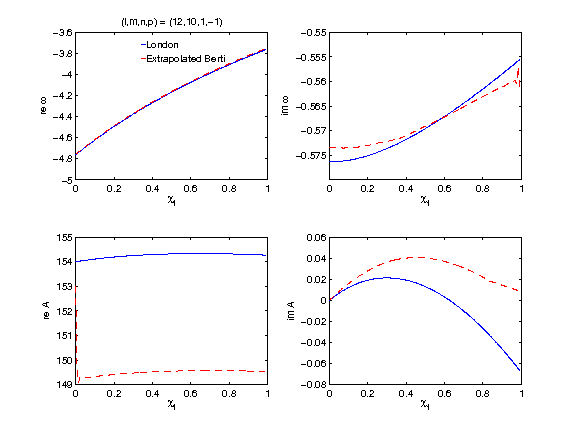 (l,m,n,p) = (12,10,1,−1)
−3.6
−3.8
−4
−4.2
−4.4
−4.6
−4.8
−5
re ω
London
Extrapolated Berti
0 0.2 0.4 0.6 0.8 1
χf
−0.55
−0.555
−0.56
−0.565
−0.57
−0.575
im ω
0 0.2 0.4 0.6 0.8 1
χf
155
154
153
152
151
150
149
re A
0 0.2 0.4 0.6 0.8 1
χf
0.06
0.04
0.02
0
−0.02
−0.04
−0.06
−0.08
im A
0 0.2 0.4 0.6 0.8 1
χf